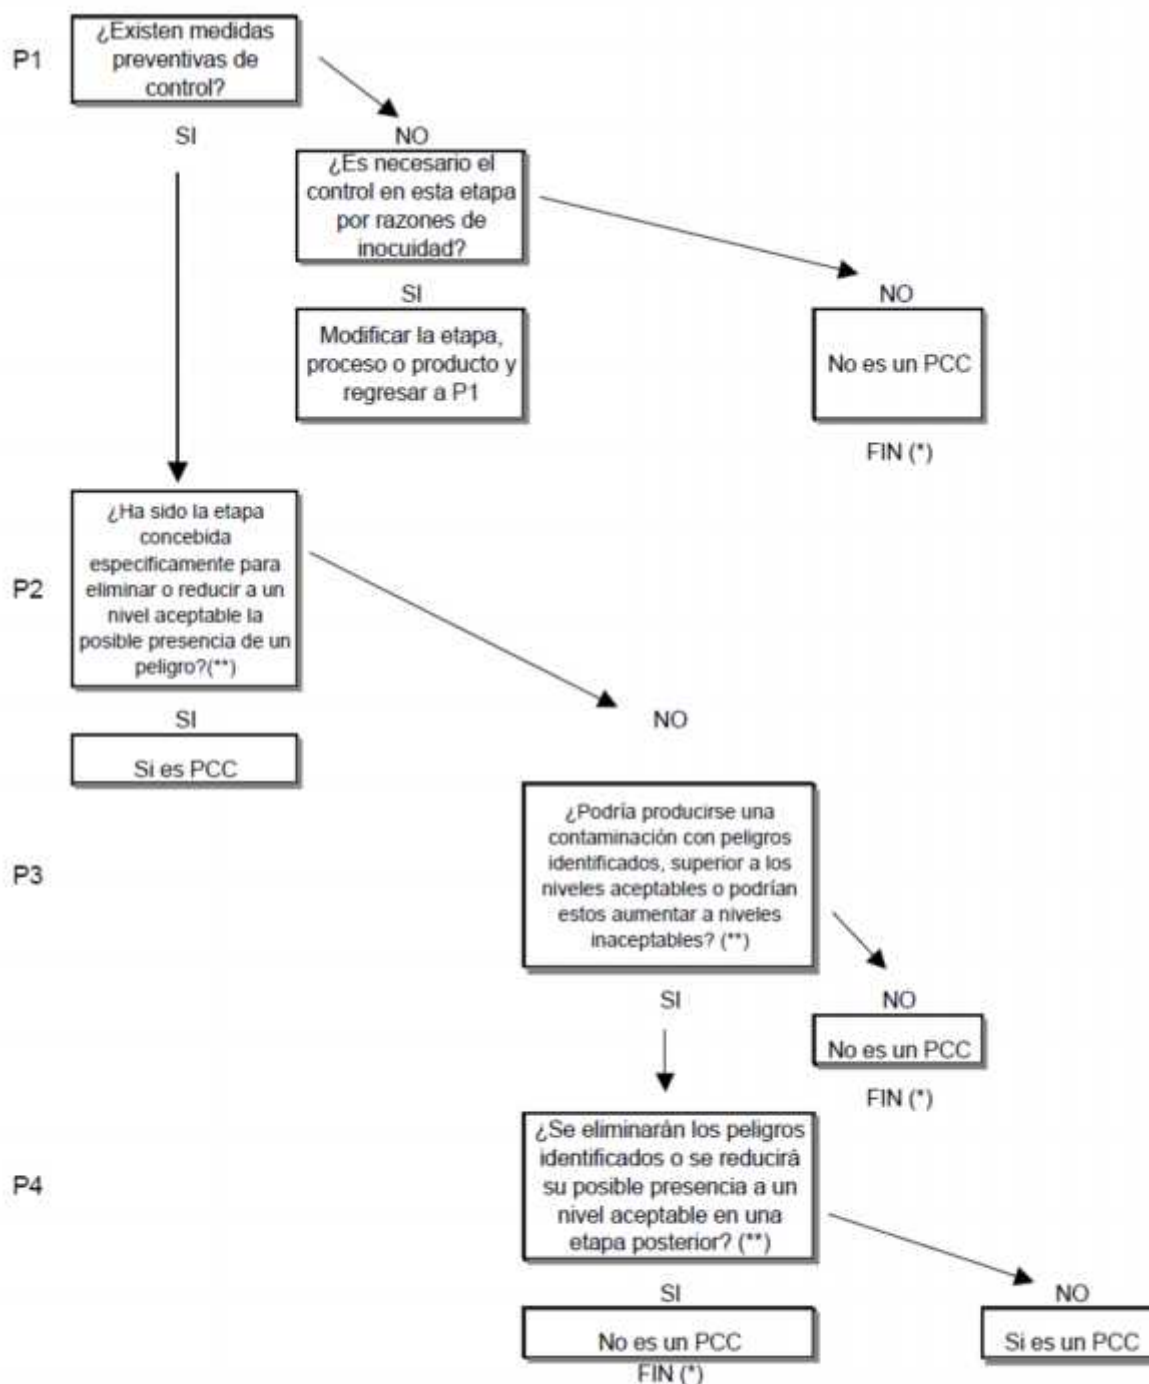 P1
¿Existen medidas
preventivas de
control?
SI
NO
¿Es necesario el
control en esta etapa
por razones de
inocuidad?
SI
NO
Modificar la etapa,
proceso o producto y
regresar a P1
No es un PCC
FIN (*)
P2
¿Ha sido la etapa
concebida
especificamente para
eliminar o reducir a un
nivel aceptable la
posible presencia de un
peligro?(**)
SI
NO
Si es PCC
P3
¿Podría producirse una
contaminación con peligros
identificados, superior a los
niveles aceptables o podrían
estos aumentar a niveles
inaceptables? (**)
SI
NO
No es un PCC
FIN (*)
P4
¿Se eliminarán los peligros
identificados o se reducirá
su posible presencia a un
nivel aceptable en una
etapa posterior? (**)
SI
NO
No es un PCC
FIN (*)
Si es un PCC